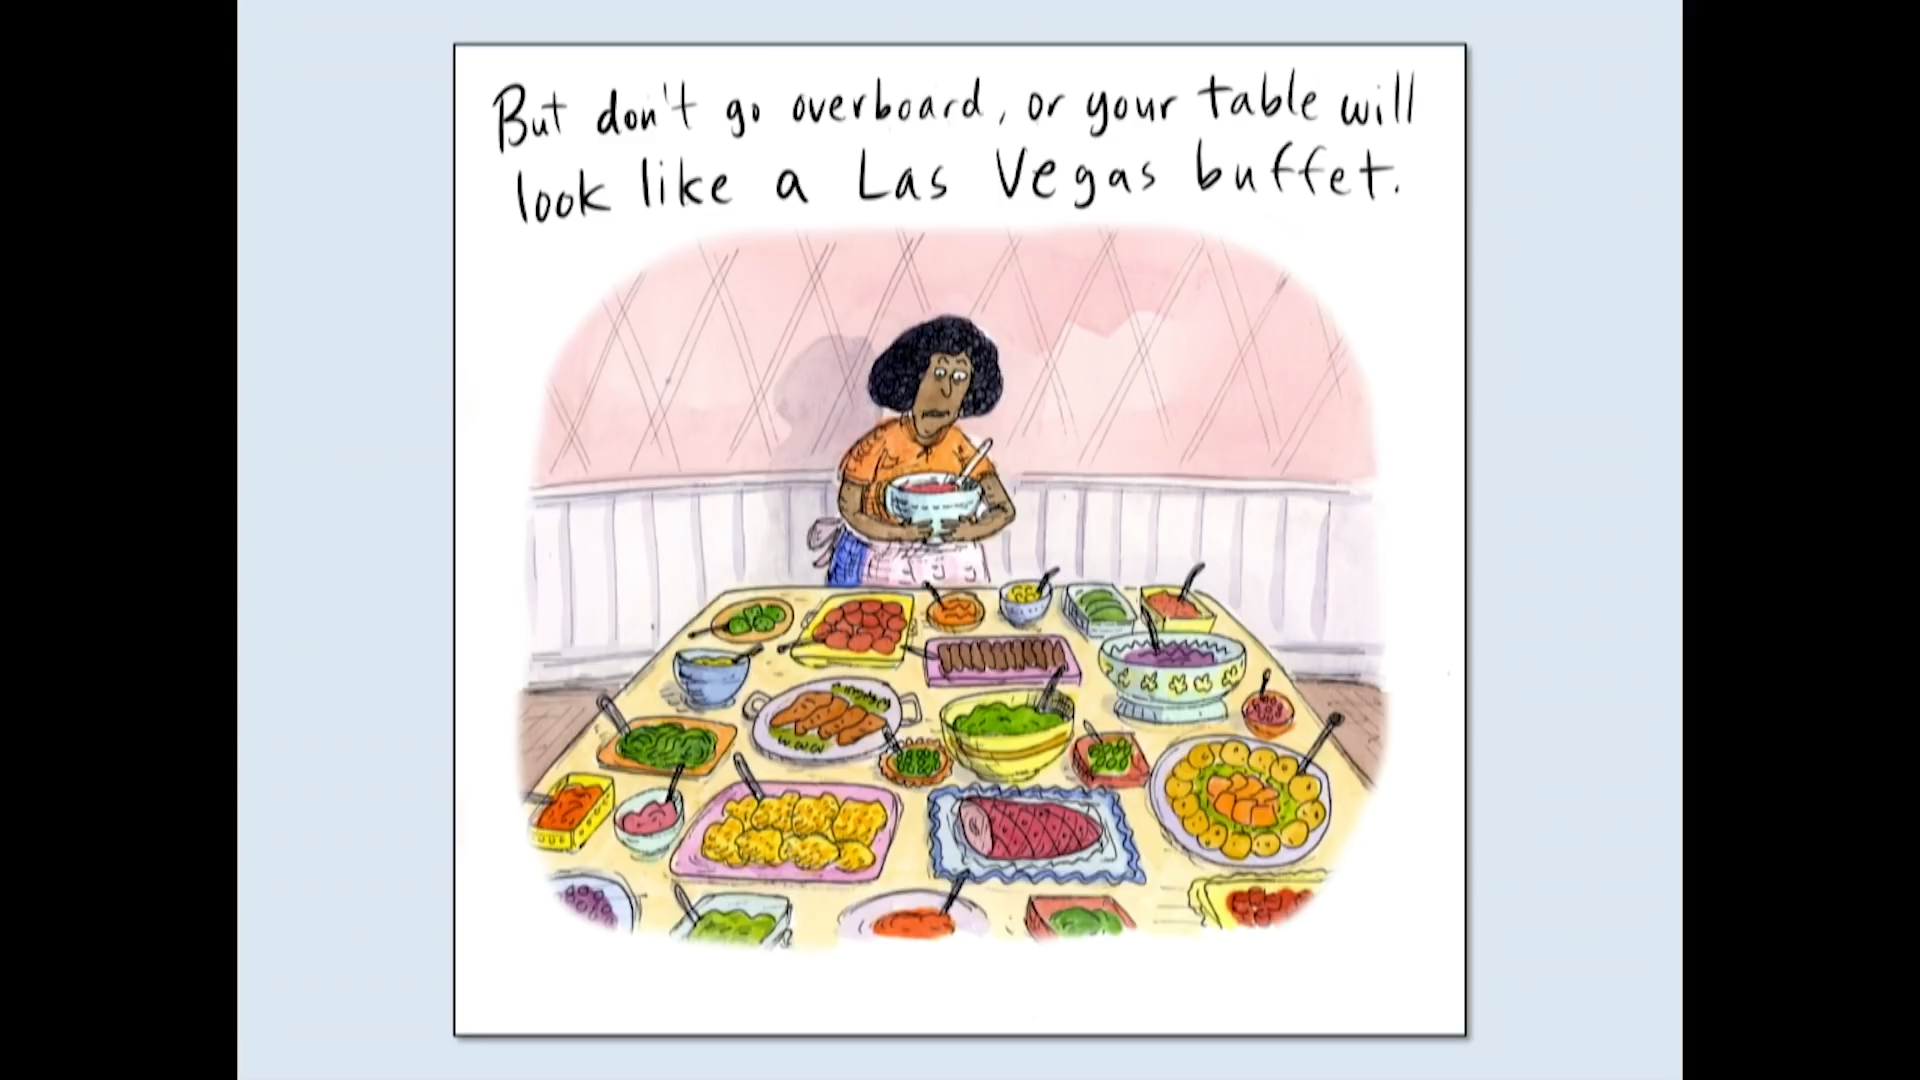 But don't go overboard, or your table will
look like a Las Vegas buffet.